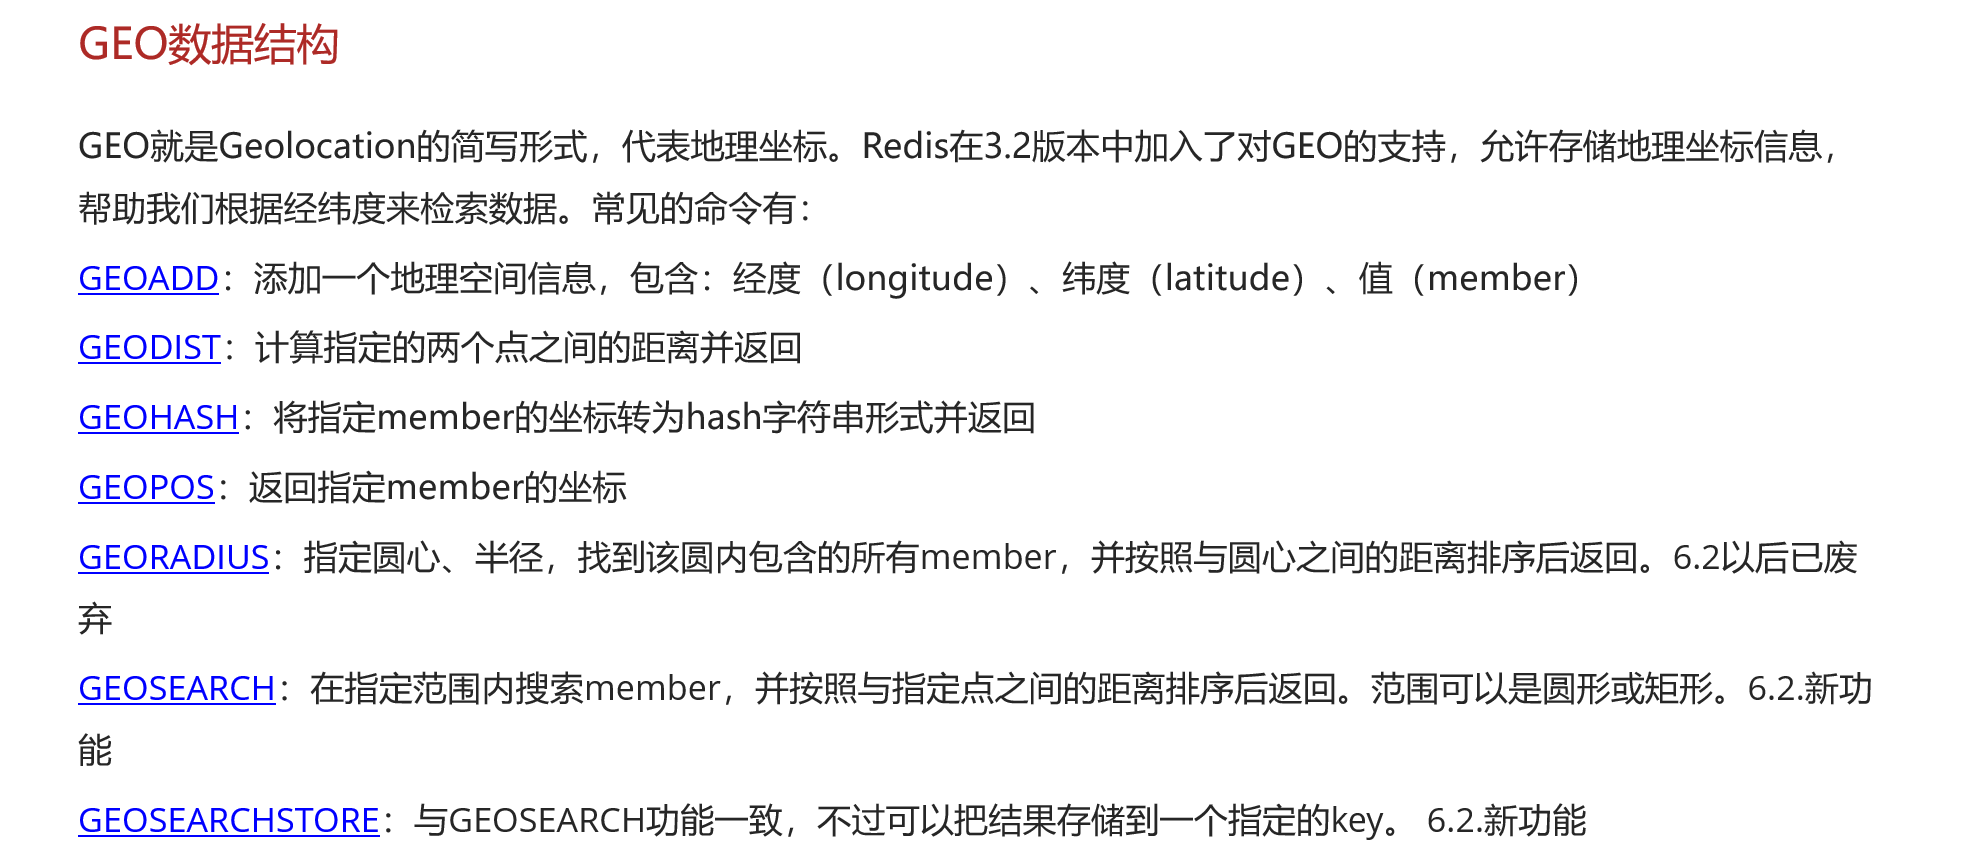 GEO数据结构
GEO就是Geolocation的简写形式，代表地理坐标。Redis在3.2版本中加入了对GEO的支持，允许存储地理坐标信息，
帮助我们根据经纬度来检索数据。常见的命令有：
GEOADD：添加一个地理空间信息，包含：经度（longitude）、纬度（latitude）、值（member）
GEODIST：计算指定的两个点之间的距离并返回
GEOHASH：将指定member的坐标转为hash字符串形式并返回
GEOPOS：返回指定member的坐标
GEORADIUS：指定圆心、半径，找到该圆内包含的所有member，并按照与圆心之间的距离排序后返回。6.2以后已废
弃
GEOSEARCH：在指定范围内搜索member，并按照与指定点之间的距离排序后返回。范围可以是圆形或矩形。6.2.新功
能
GEOSEARCHSTORE：与GEOSEARCH功能一致，不过可以把结果存储到一个指定的key。 6.2.新功能